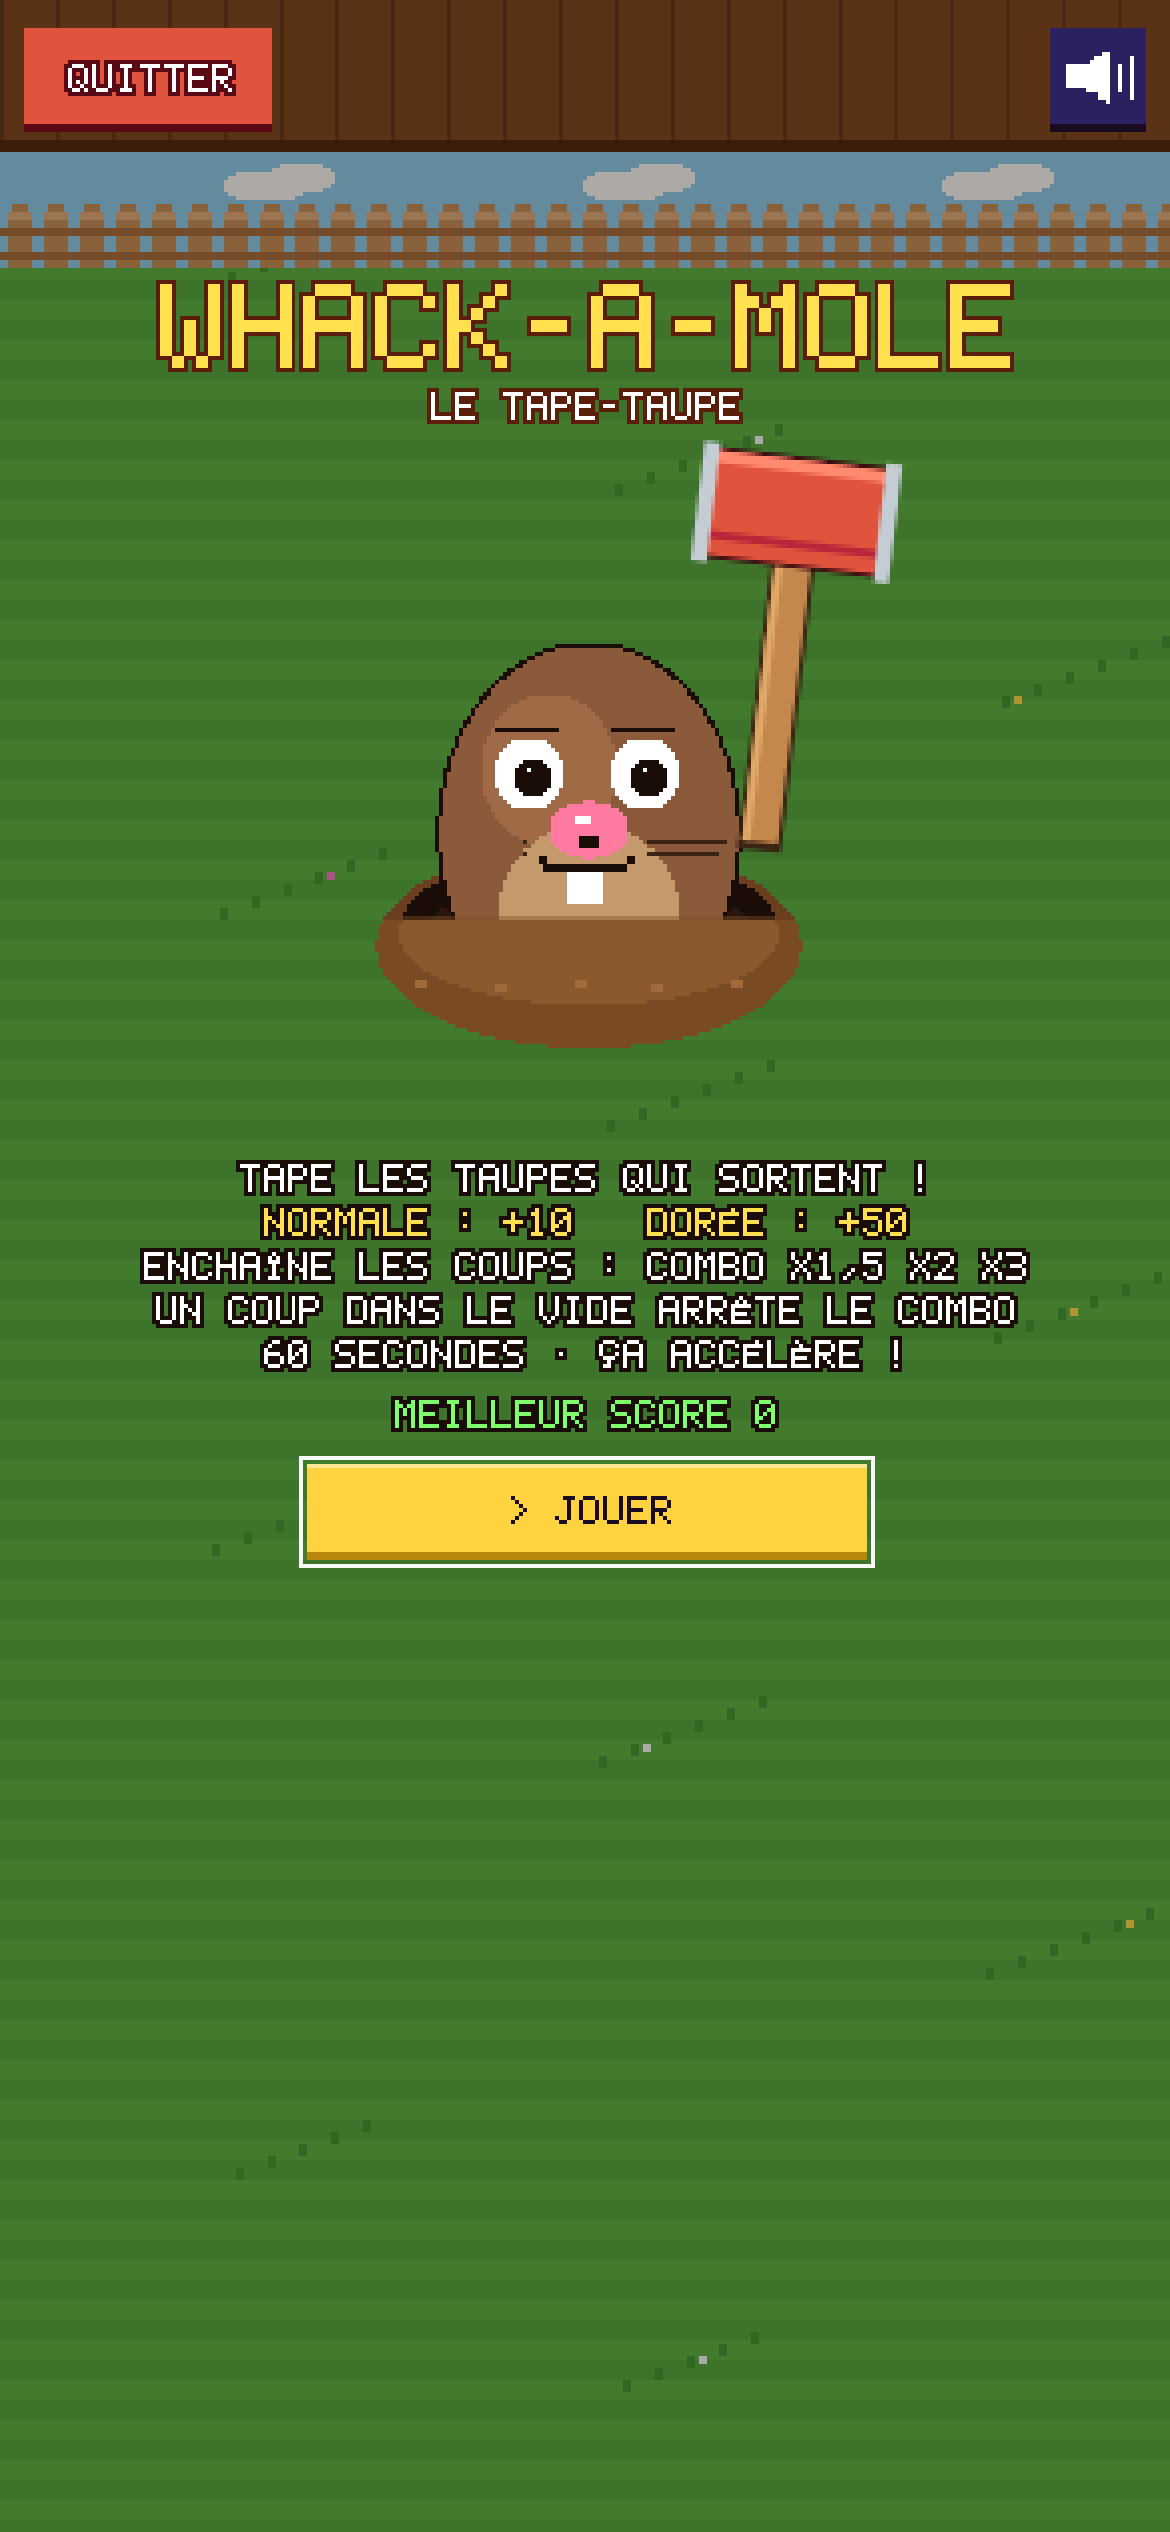 QUITTER
WHACK-A-MOLE
LE TAPE-TAUPE
TAPE LES TAUPES QUI SORTENT !
NORMALE : +10 DORÉE : +50
ENCHAÎNE LES COUPS : COMBO X1,5 X2 X3
UN COUP DANS LE VIDE ARRÊTE LE COMBO
60 SECONDES · ÇA ACCÉLÈRE !
MEILLEUR SCORE 0
> JOUER